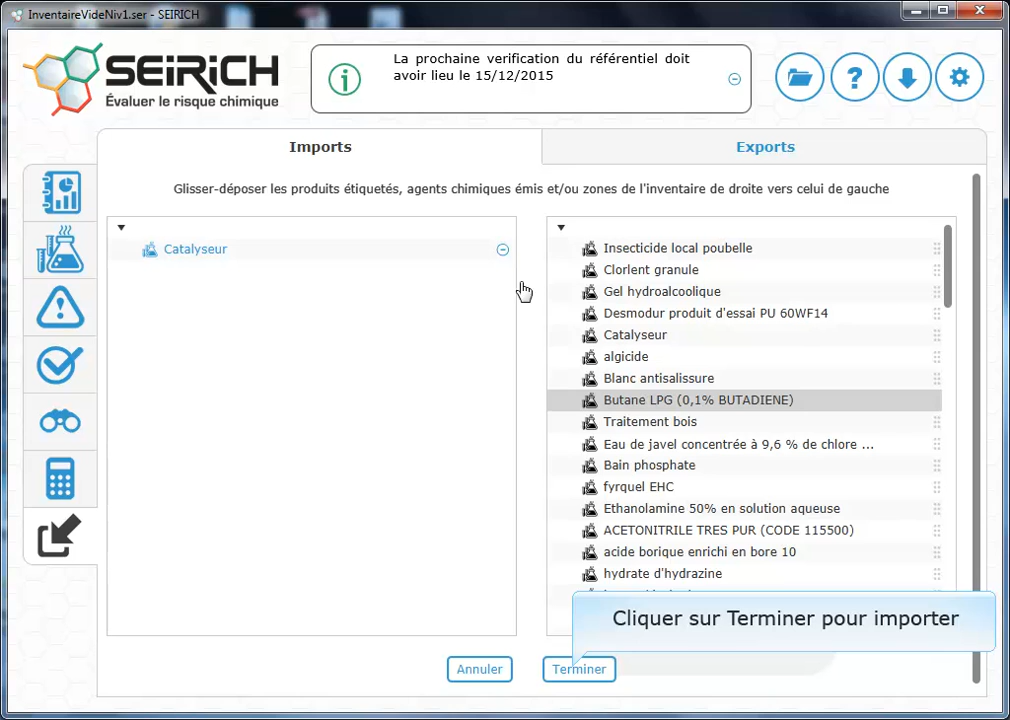 InventaireVideNiv1.ser - SEIRICH
SEiRiCH
Évaluer le risque chimique
La prochaine verification du référentiel doit
avoir lieu le 15/12/2015
Imports
Exports
Glisser-déposer les produits étiquetés, agents chimiques émis et/ou zones de l'inventaire de droite vers celui de gauche
Catalyseur
Insecticide local poubelle
Clorlent granule
Gel hydroalcoolique
Desmodur produit d'essai PU 60WF14
Catalyseur
algicide
Blanc antisalissure
Butane LPG (0,1% BUTADIENE)
Traitement bois
Eau de javel concentrée à 9,6 % de chlore ...
Bain phosphate
fyrquel EHC
Ethanolamine 50% en solution aqueuse
ACETONITRILE TRES PUR (CODE 115500)
acide borique enrichi en bore 10
hydrate d'hydrazine
Cliquer sur Terminer pour importer
Annuler
Terminer